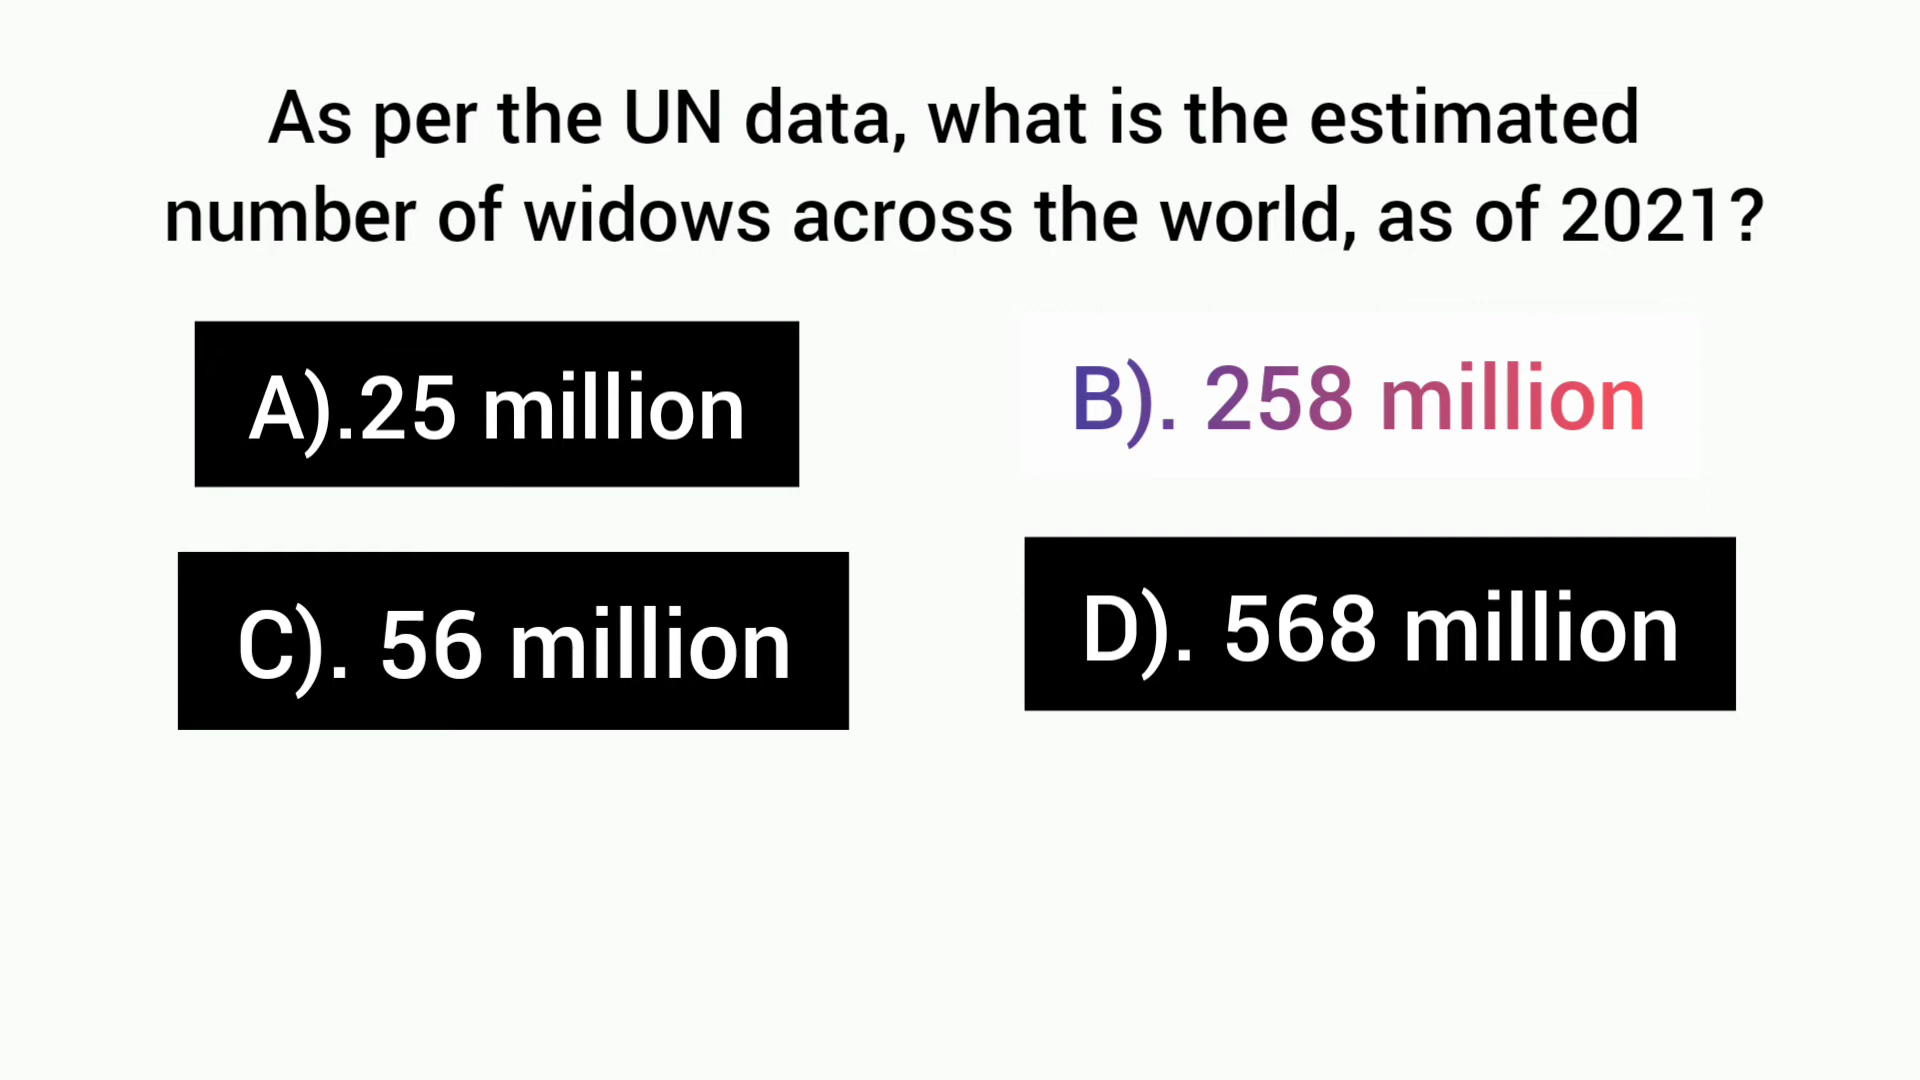 As per the UN data, what is the estimated
number of widows across the world, as of 2021?
A).25 million
B). 258 million
C). 56 million
D). 568 million